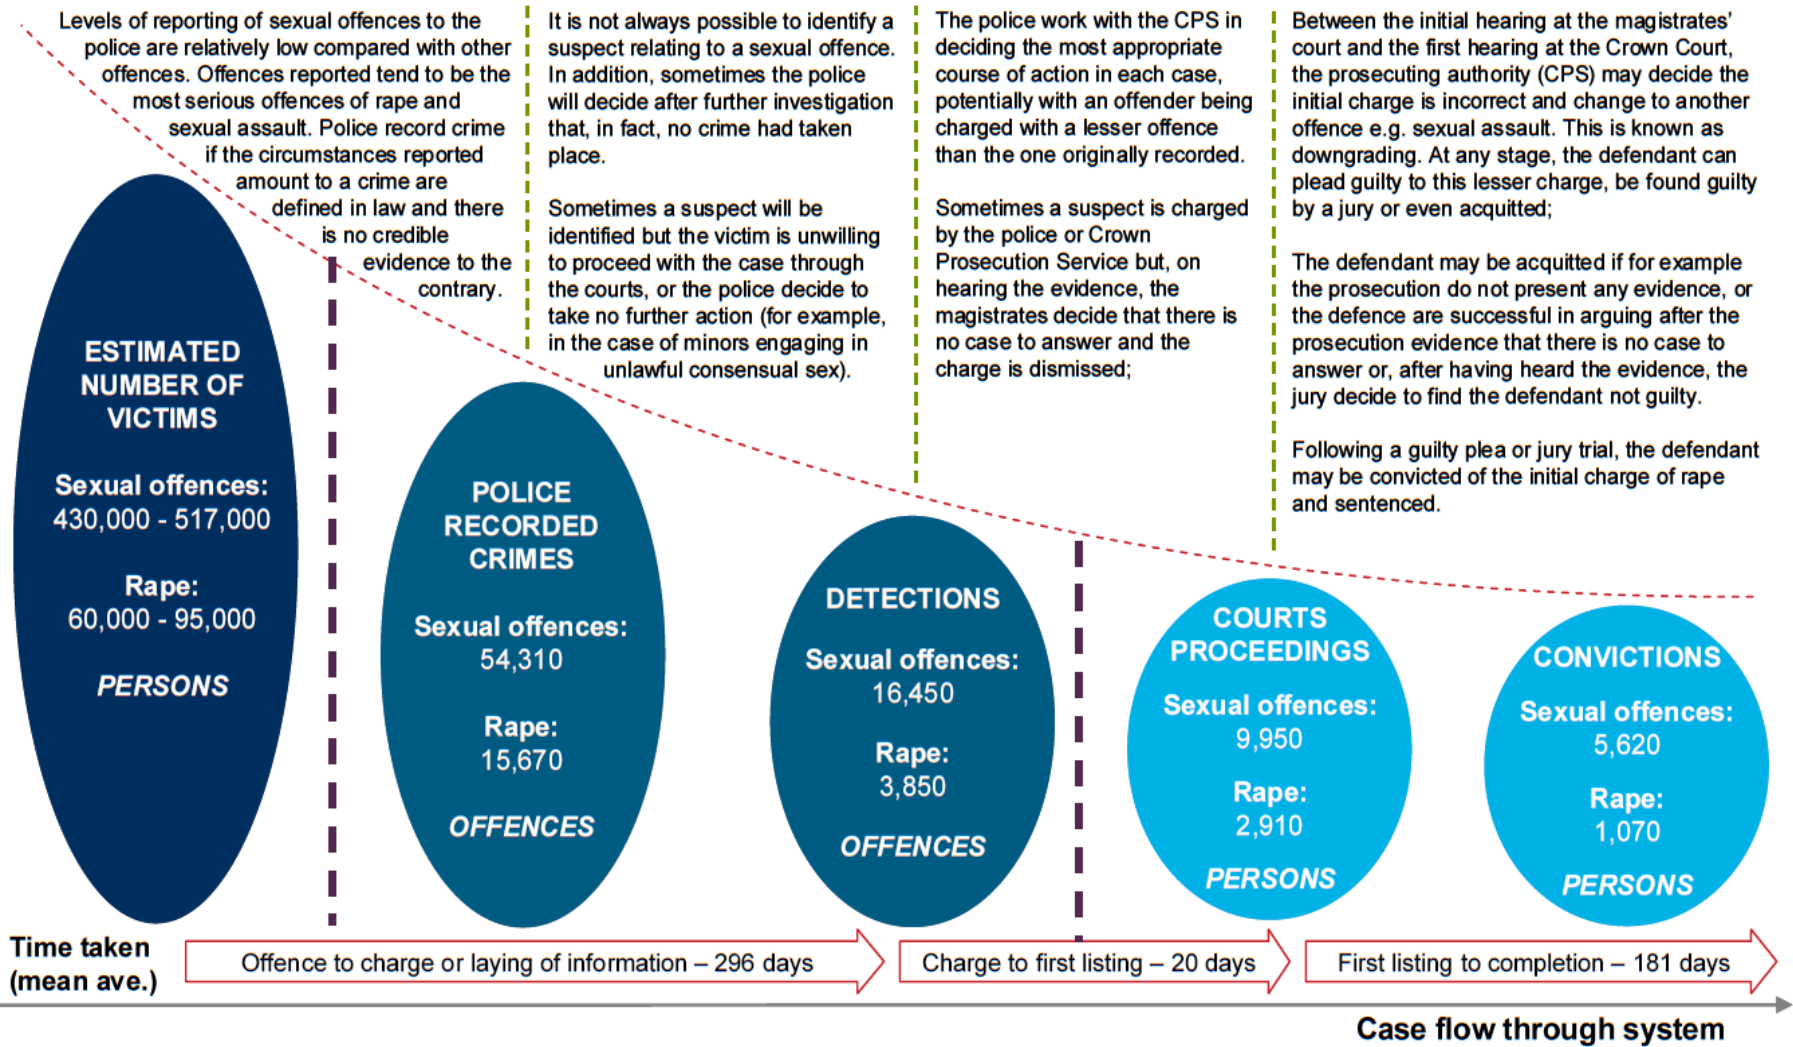 Levels of reporting of sexual offences to the
police are relatively low compared with other
offences. Offences reported tend to be the
most serious offences of rape and
sexual assault. Police record crime
if the circumstances reported
amount to a crime are
defined in law and there
is no credible
evidence to the
contrary.
It is not always possible to identify a
suspect relating to a sexual offence.
In addition, sometimes the police
will decide after further investigation
that, in fact, no crime had taken
place.
Sometimes a suspect will be
identified but the victim is unwilling
to proceed with the case through
the courts, or the police decide to
take no further action (for example,
in the case of minors engaging in
unlawful consensual sex).
The police work with the CPS in
deciding the most appropriate
course of action in each case,
potentially with an offender being
charged with a lesser offence
than the one originally recorded.
Sometimes a suspect is charged
by the police or Crown
Prosecution Service but, on
hearing the evidence, the
magistrates decide that there is
no case to answer and the
charge is dismissed;
Between the initial hearing at the magistrates'
court and the first hearing at the Crown Court,
the prosecuting authority (CPS) may decide the
initial charge is incorrect and change to another
offence e.g. sexual assault. This is known as
downgrading. At any stage, the defendant can
plead guilty to this lesser charge, be found guilty
by a jury or even acquitted;
The defendant may be acquitted if for example
the prosecution do not present any evidence, or
the defence are successful in arguing after the
prosecution evidence that there is no case to
answer or, after having heard the evidence, the
jury decide to find the defendant not guilty.
Following a guilty plea or jury trial, the defendant
may be convicted of the initial charge of rape
and sentenced.
ESTIMATED
NUMBER OF
VICTIMS
Sexual offences:
430,000 - 517,000
Rape:
60,000 - 95,000
PERSONS
POLICE
RECORDED
CRIMES
Sexual offences:
54,310
Rape:
15,670
OFFENCES
DETECTIONS
Sexual offences:
16,450
Rape:
3,850
OFFENCES
COURTS
PROCEEDINGS
Sexual offences:
9,950
Rape:
2,910
PERSONS
CONVICTIONS
Sexual offences:
5,620
Rape:
1,070
PERSONS
Time taken
(mean ave.)
Offence to charge or laying of information – 296 days
Charge to first listing – 20 days
First listing to completion – 181 days
Case flow through system